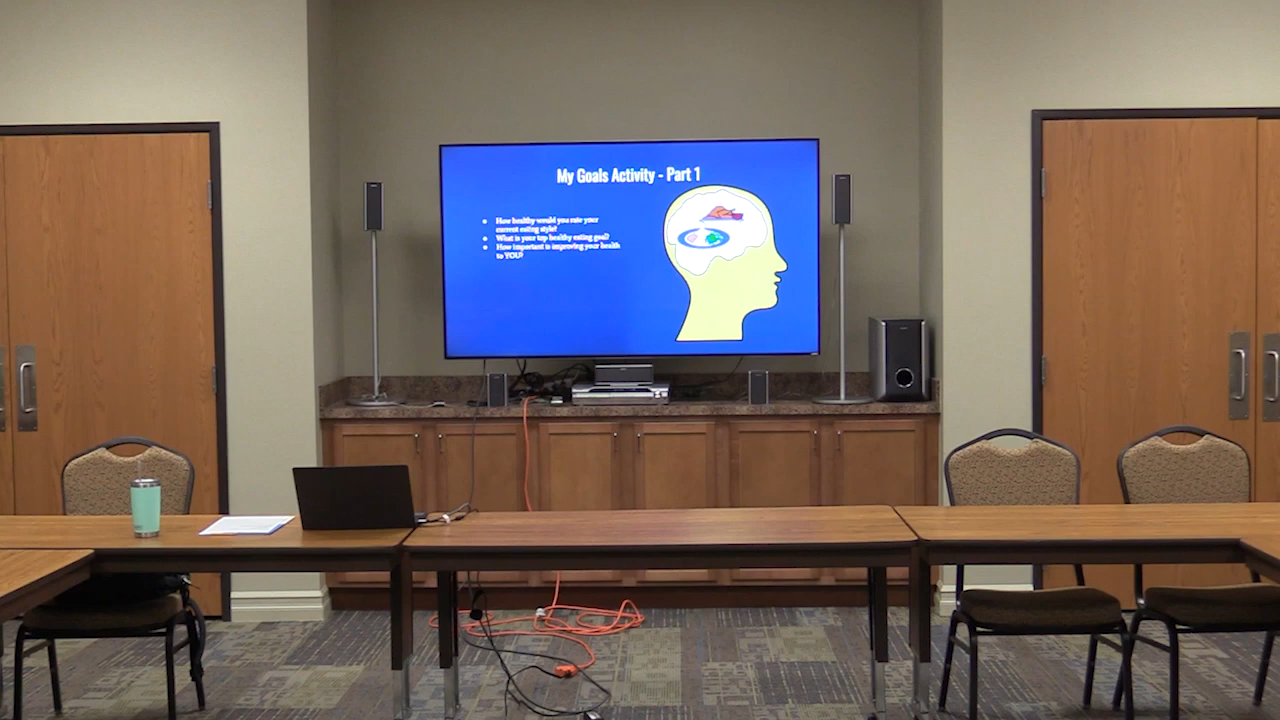 My Goals Activity - Part 1
● How healthy would you rate your
current eating style?
● What is your top healthy eating goal?
● How important is improving your health
to YOU?